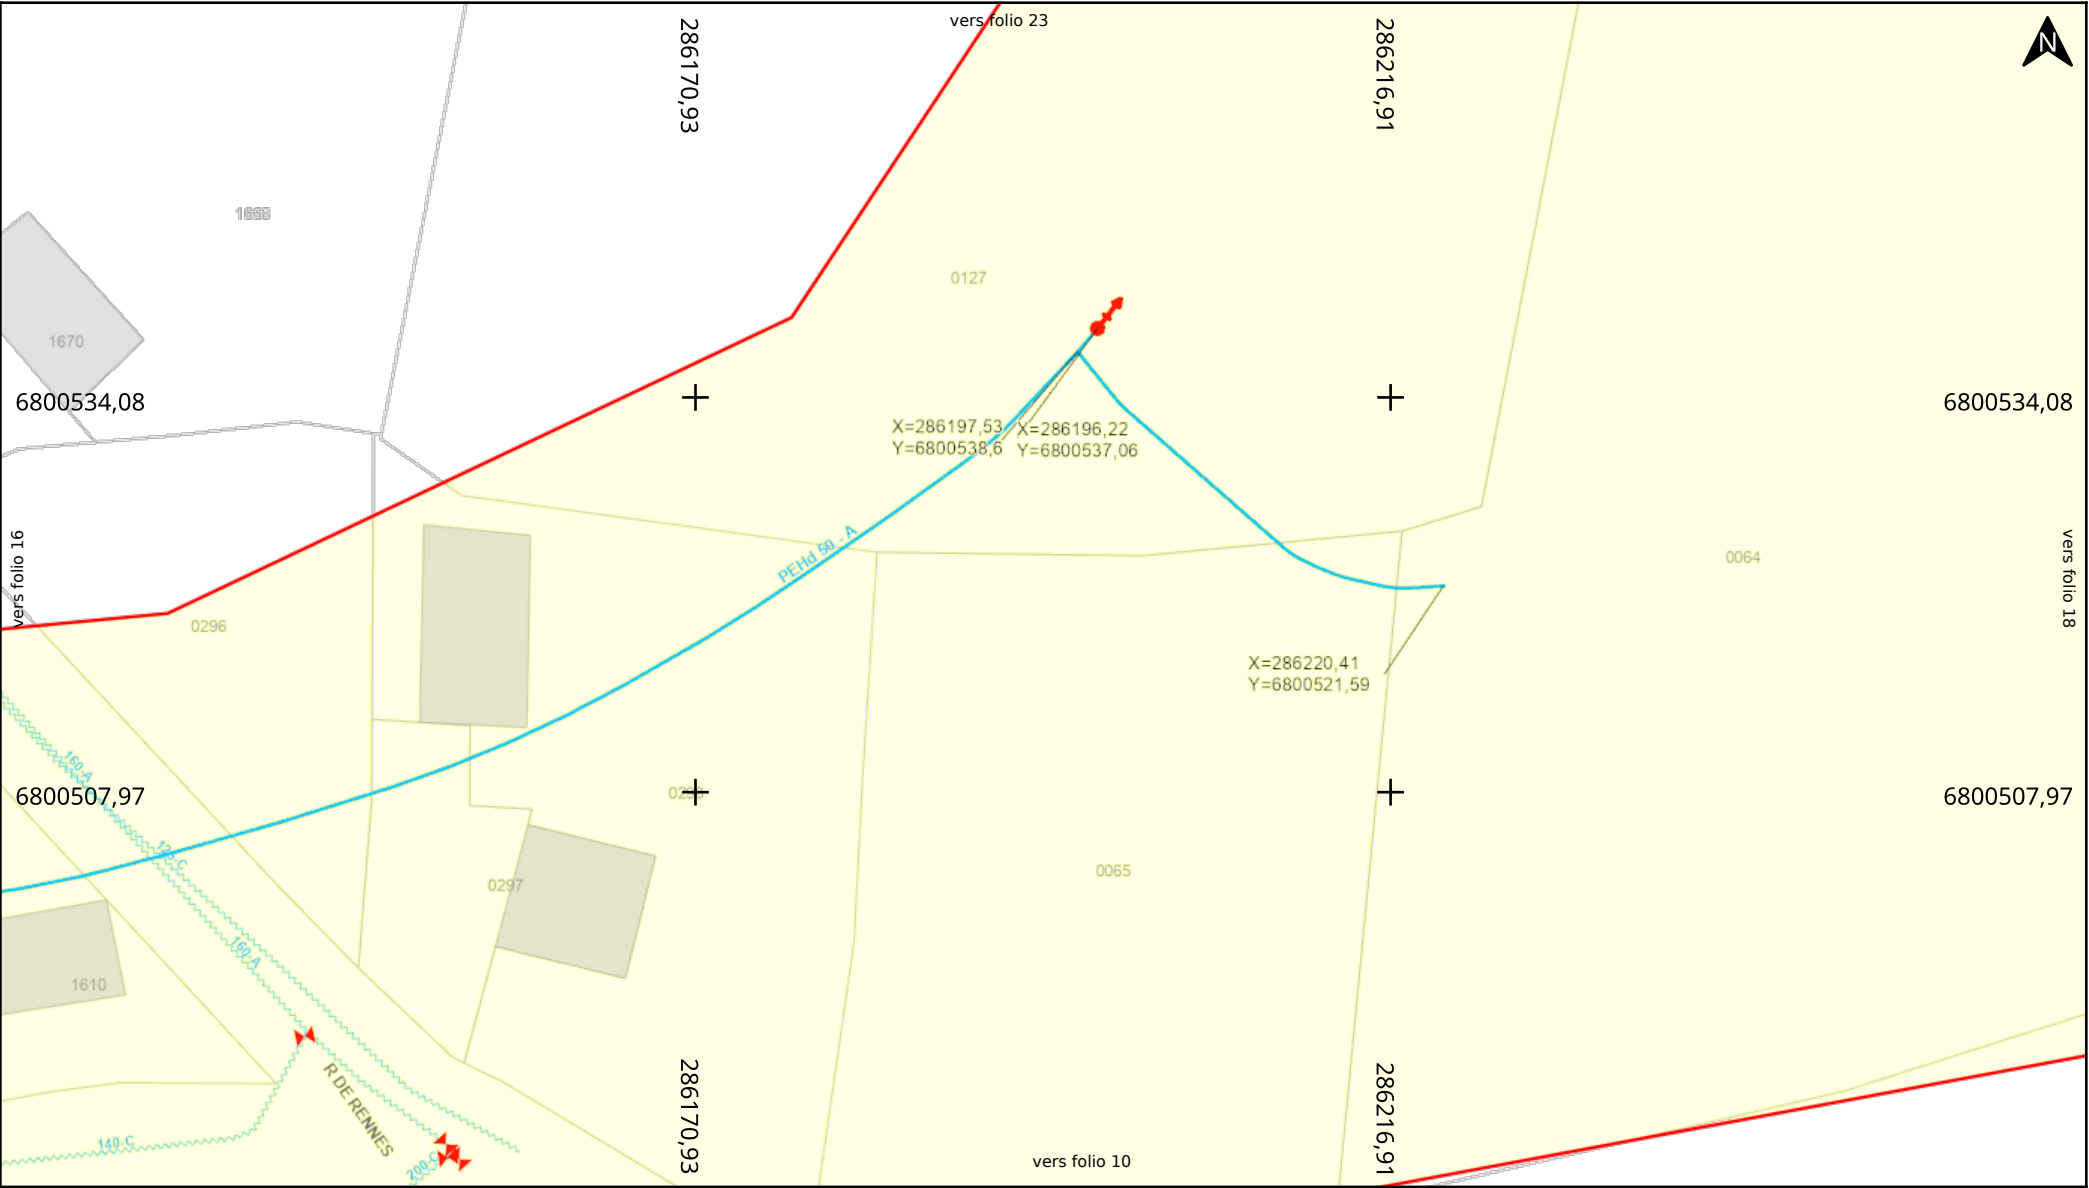 vers folio 23
286170,93
286216,91
N
0127
1670
6800534,08
6800534,08
X=286197,53
Y=6800538,6
X=286196,22
Y=6800537,06
PEHd 50 - A
vers folio 16
vers folio 18
0064
0296
X=286220,41
Y=6800521,59
160-A
6800507,97
6800507,97
120-C
0065
0297
160-A
1610
R DE RENNES
286170,93
286216,91
140-C
200-C
vers folio 10